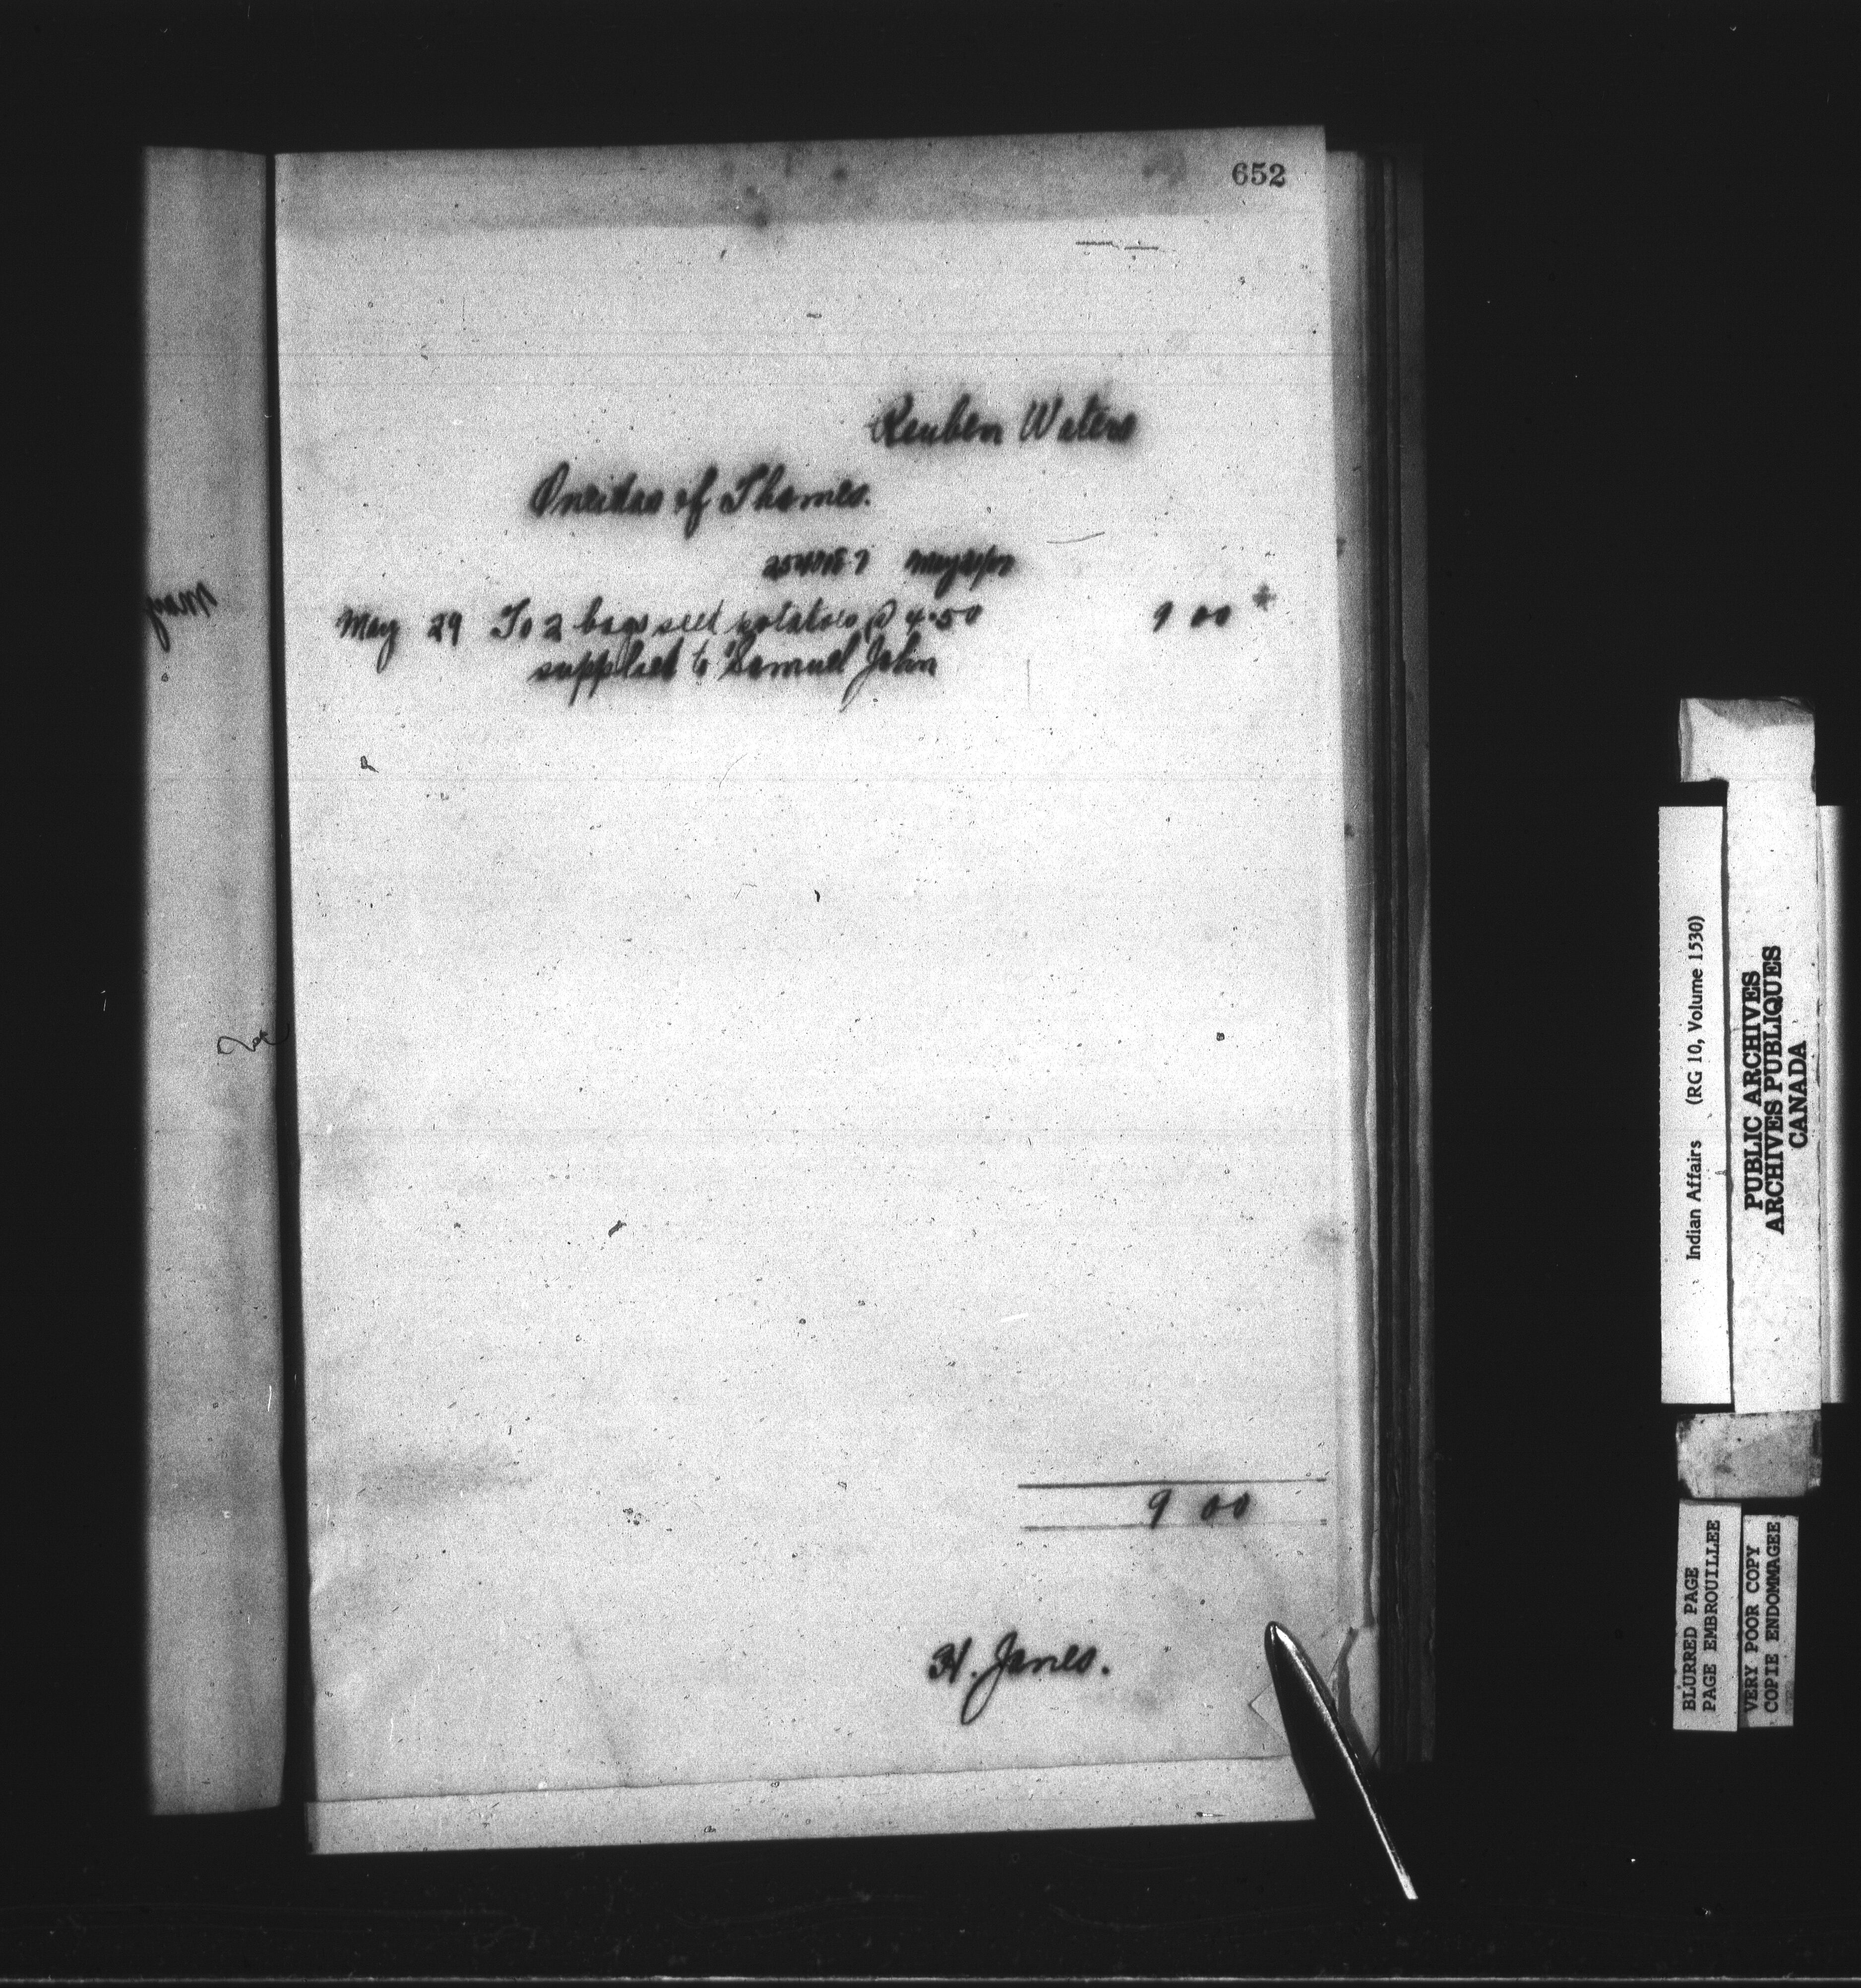 652
Reuben Waters
Oneidas of Thames.
May
May 29 To 2 bags seed potatoes @ 4.50 9 00
supplied to Samuel John
9 00
H. Janes.
Indian Affairs (RG 10, Volume 1530)
PUBLIC ARCHIVES
ARCHIVES PUBLIQUES
CANADA
BLURRED PAGE
PAGE EMBROUILLEE
VERY POOR COPY
COPIE ENDOMMAGEE